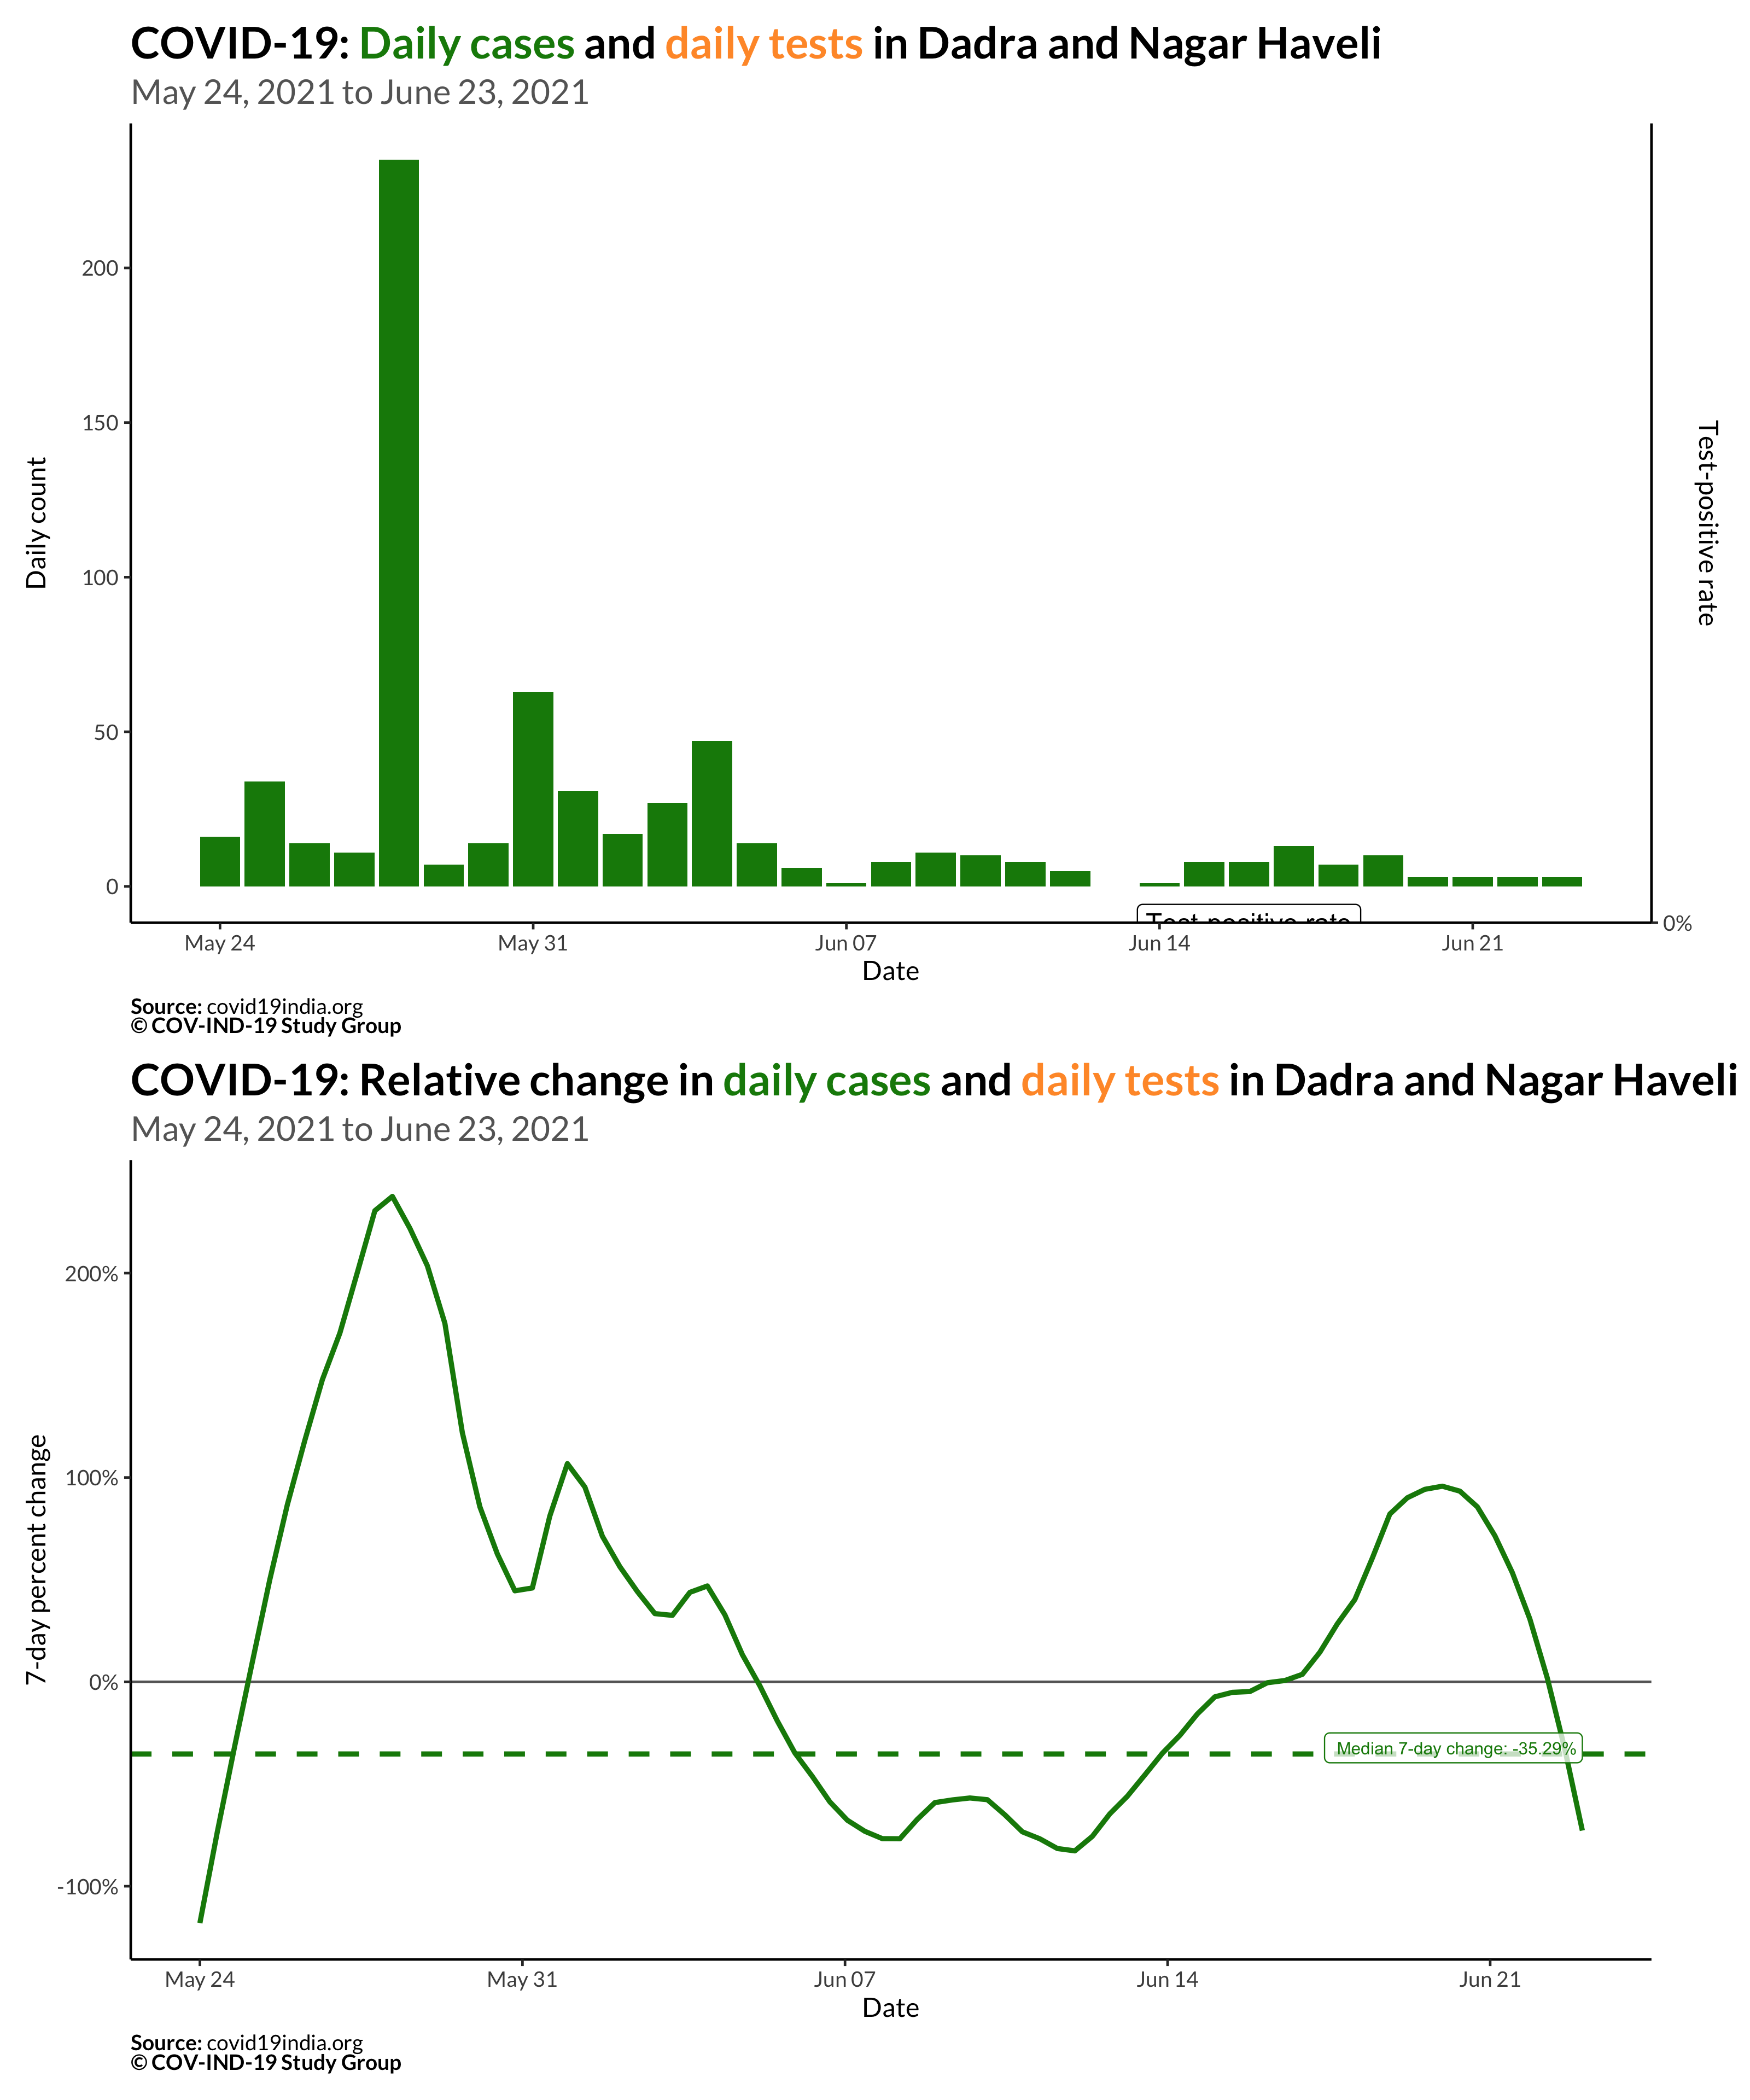 COVID-19: Daily cases and daily tests in Dadra and Nagar Haveli
May 24, 2021 to June 23, 2021
200
150
100
50
0
Daily count
Test-positive rate
Test-positive rate
0%
May 24
May 31
Jun 07
Jun 14
Jun 21
Date
Source: covid19india.org
© COV-IND-19 Study Group
COVID-19: Relative change in daily cases and daily tests in Dadra and Nagar Haveli
May 24, 2021 to June 23, 2021
200%
100%
0%
-100%
7-day percent change
Median 7-day change: -35.29%
May 24
May 31
Jun 07
Jun 14
Jun 21
Date
Source: covid19india.org
© COV-IND-19 Study Group